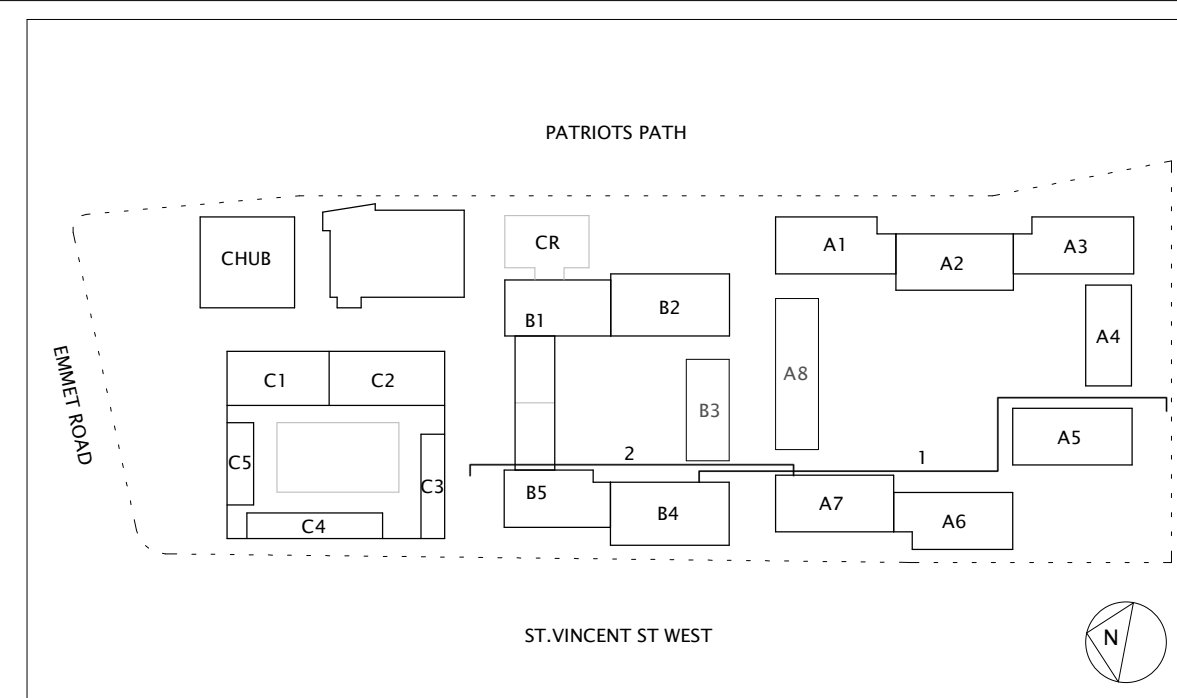 PATRIOTS PATH
CHUB
CR
A1
A2
A3
B1
B2
A4
EMMET ROAD
C1
C2
B3
A8
A5
C5
C3
2
1
B5
B4
A7
A6
C4
ST.VINCENT ST WEST
N